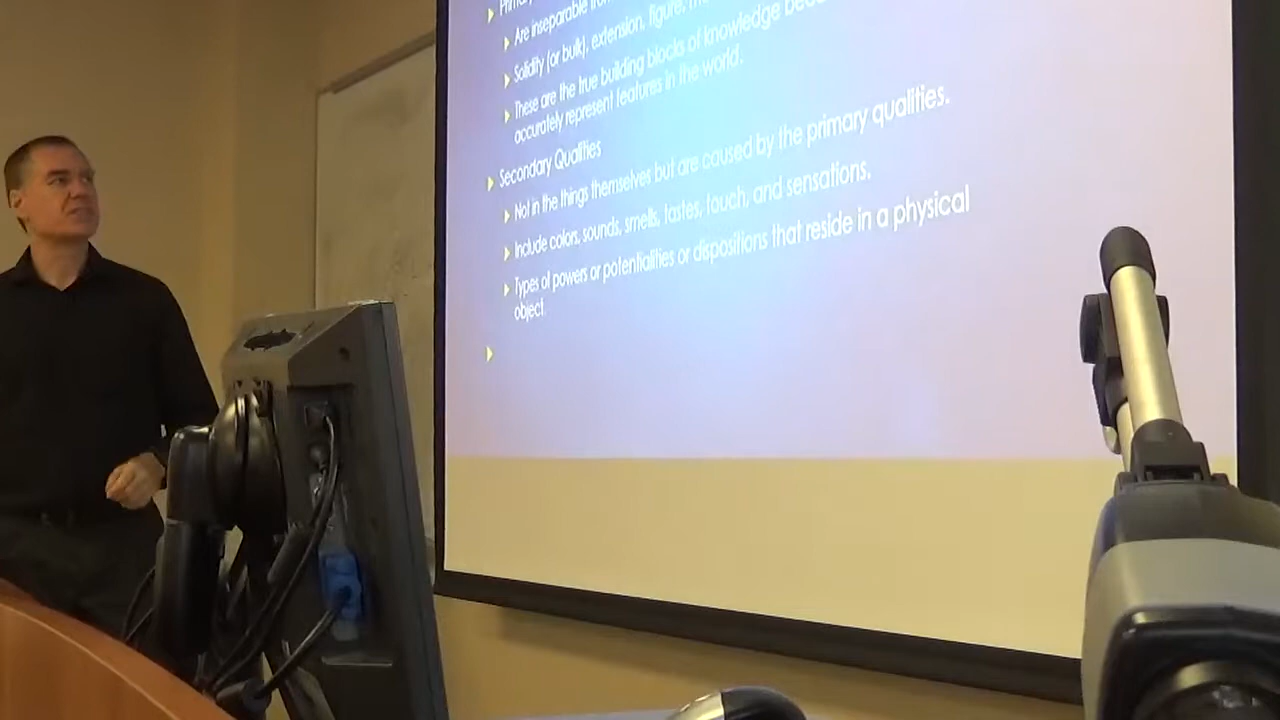 Primary
Are inseparable from
Solidity (or bulk), extension, figure,
These are the true building blocks of knowledge
accurately represent features in the world.
Secondary Qualities
Not in the things themselves but are caused by the primary qualities.
Include colors, sounds, smells, tastes, touch, and sensations.
Types of powers or potentialities or dispositions that reside in a physical
object